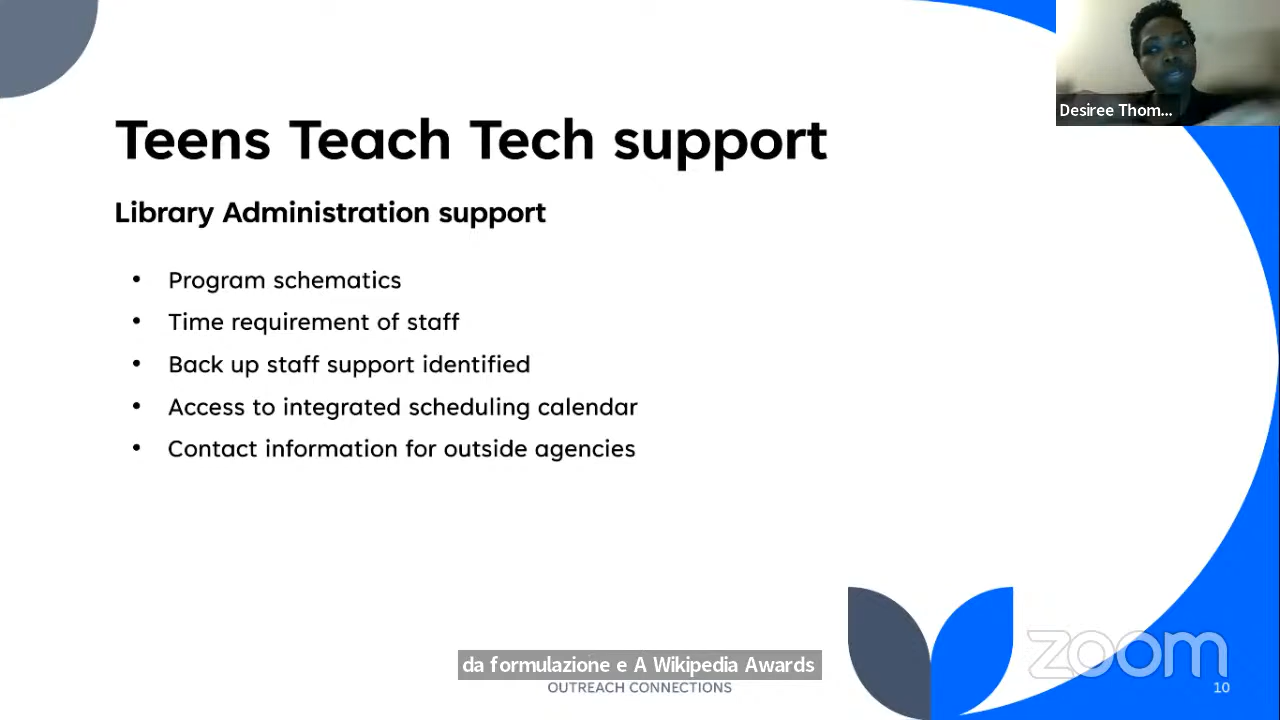 Desiree Thom...
Teens Teach Tech support
Library Administration support
• Program schematics
• Time requirement of staff
• Back up staff support identified
• Access to integrated scheduling calendar
• Contact information for outside agencies
zoom
da formulazione e A Wikipedia Awards
OUTREACH CONNECTIONS
10